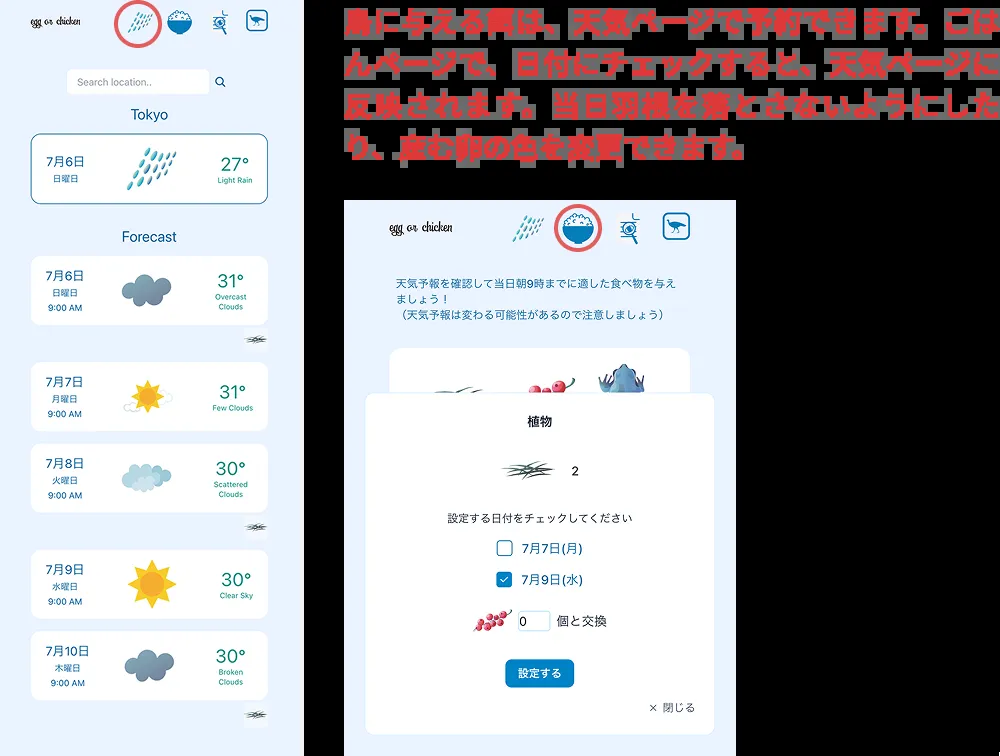 egg or chicken
Search location..
Tokyo
7月6日
日曜日
27°
Light Rain
Forecast
7月6日
日曜日
9:00 AM
31°
Overcast
Clouds
7月7日
月曜日
9:00 AM
31°
Few Clouds
7月8日
火曜日
9:00 AM
30°
Scattered
Clouds
7月9日
水曜日
9:00 AM
30°
Clear Sky
7月10日
木曜日
9:00 AM
30°
Broken
Clouds
鳥に与える餌は、天気ページで予約できます。ごは
んページで、日付にチェックすると、天気ページに
反映されます。当日羽根を落とさないようにした
り、産む卵の色を変更できます。
egg or chicken
天気予報を確認して当日朝9時までに適した食べ物を与え
ましょう！
（天気予報は変わる可能性があるので注意しましょう）
植物
2
設定する日付をチェックしてください
7月7日(月)
7月9日(水)
0 個と交換
設定する
× 閉じる